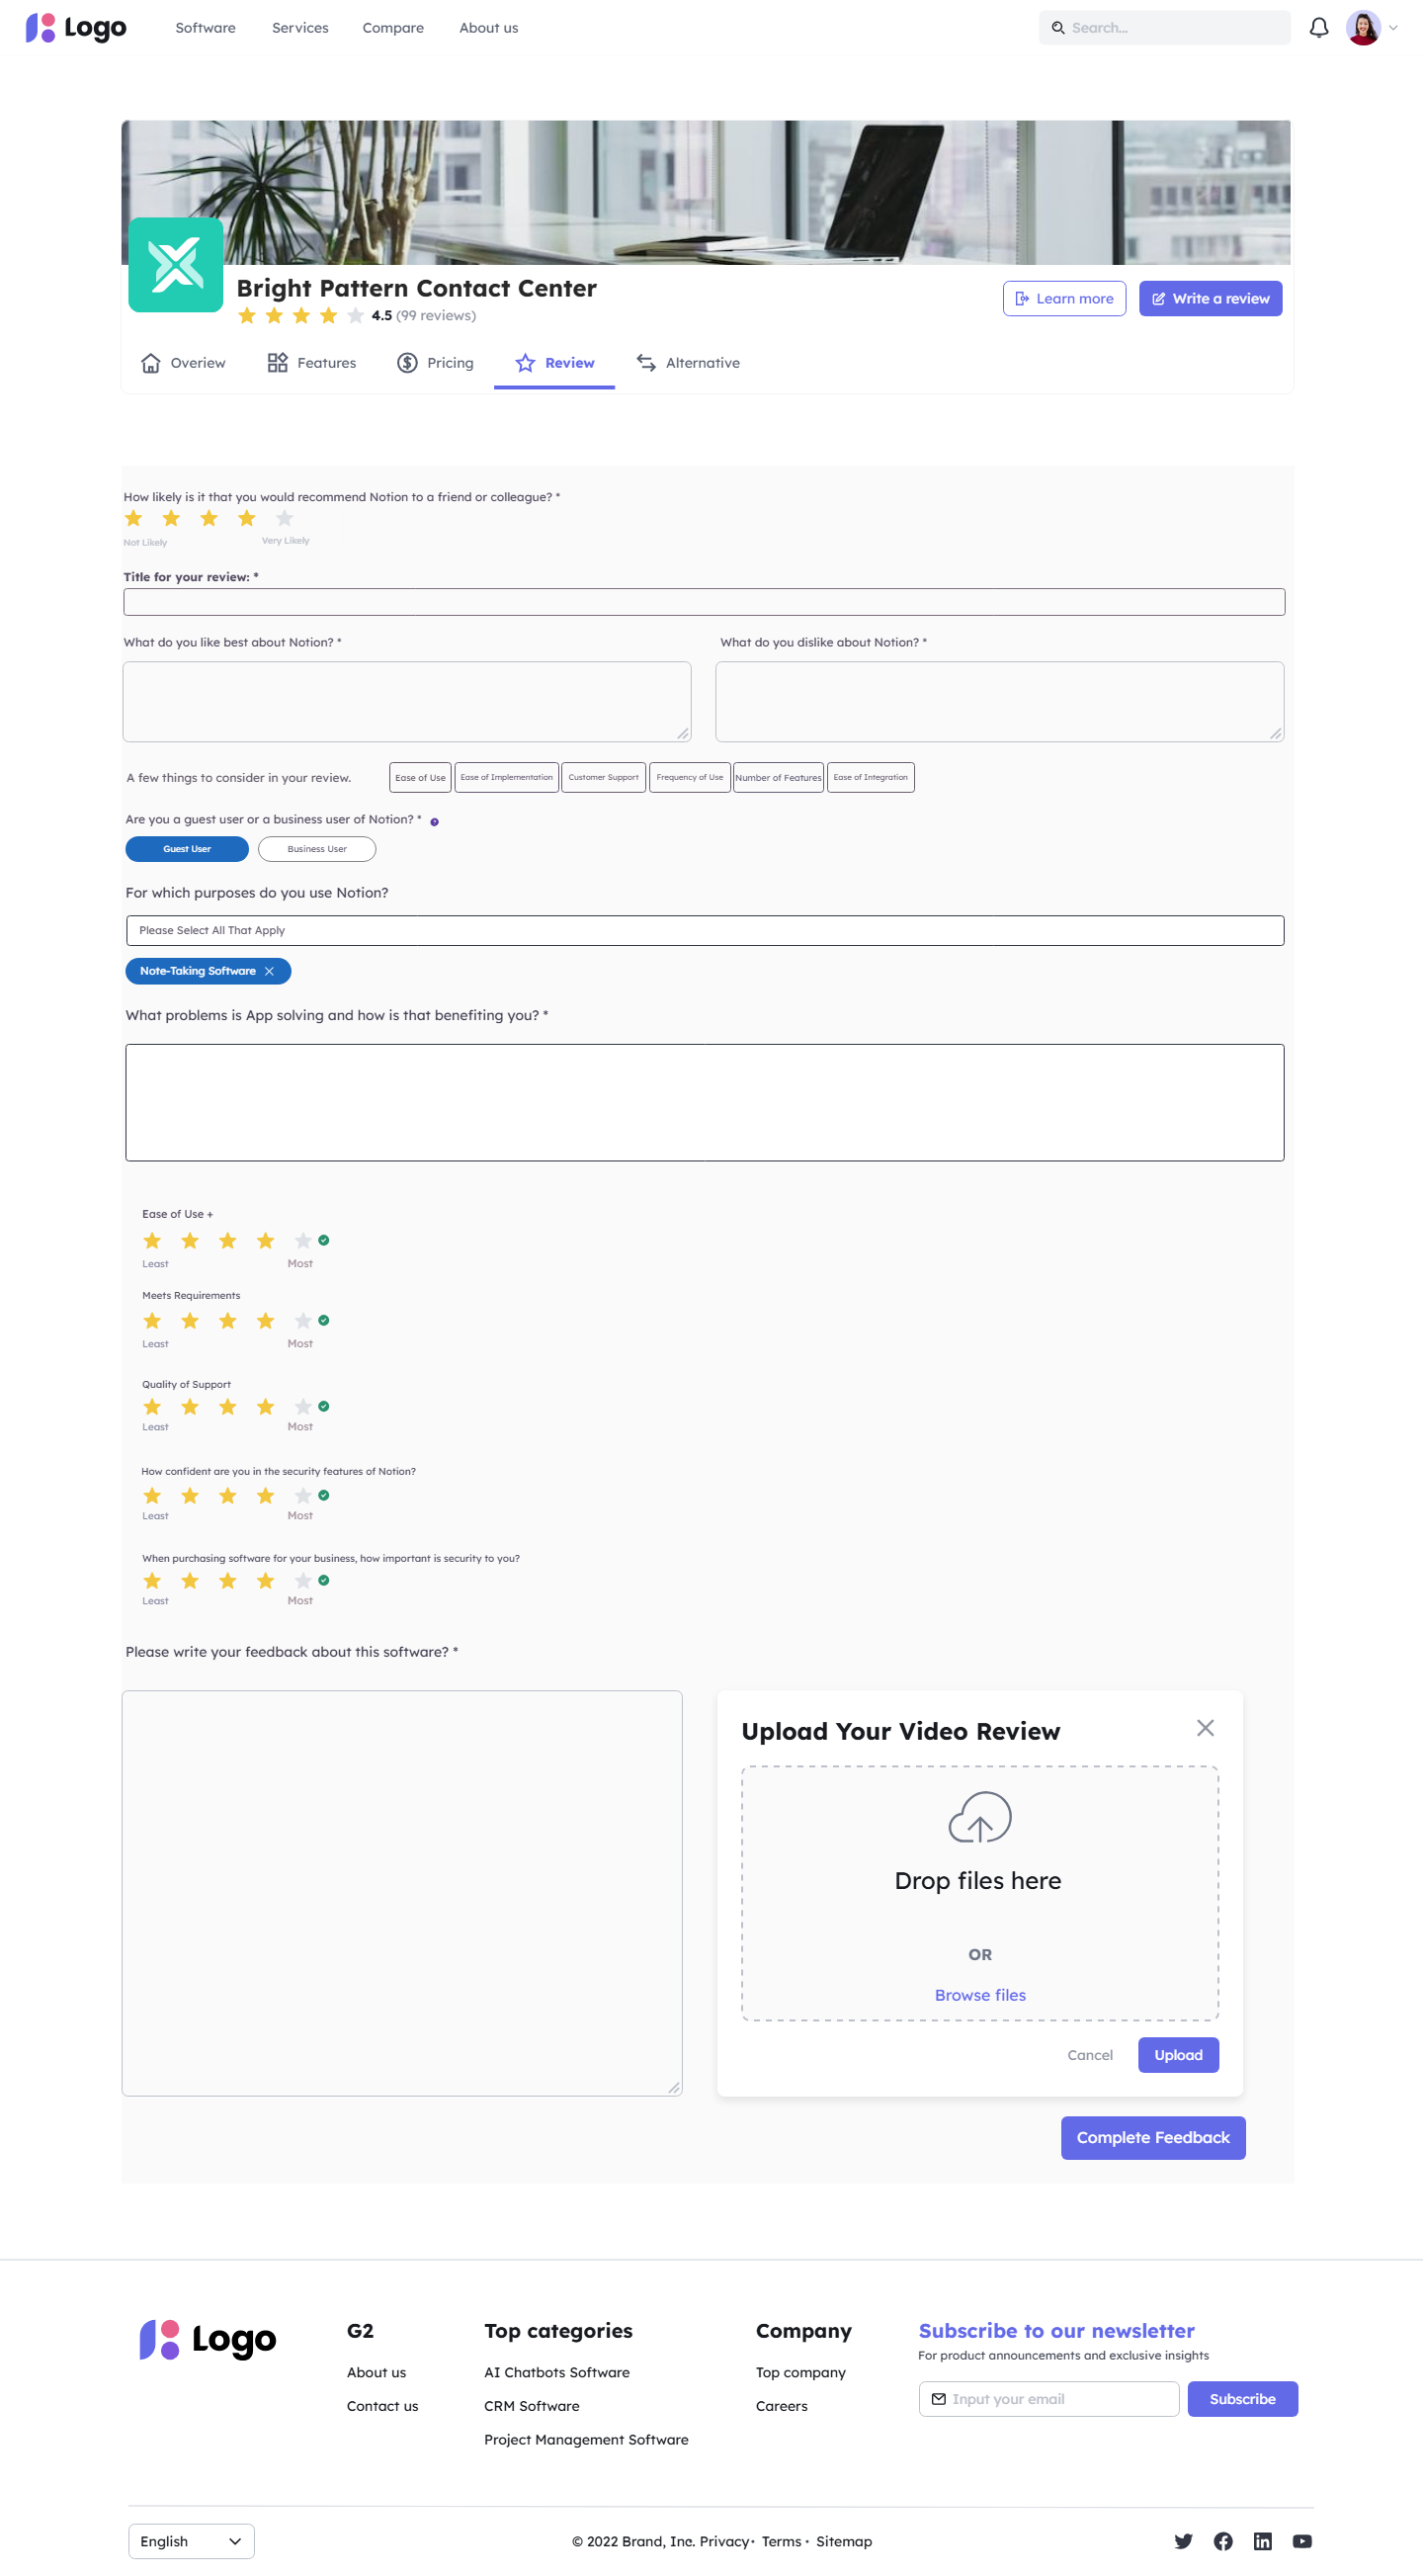 Logo
Software Services Compare About us
Search...
Bright Pattern Contact Center
4.5 (99 reviews)
Learn more
Write a review
Overiew Features Pricing Review Alternative
How likely is it that you would recommend Notion to a friend or colleague? *
Not Likely Very Likely
Title for your review: *
What do you like best about Notion? * What do you dislike about Notion? *
A few things to consider in your review. Ease of Use Ease of Implementation Customer Support Frequency of Use Number of Features Ease of Integration
Are you a guest user or a business user of Notion? *
Guest User Business User
For which purposes do you use Notion?
Please Select All That Apply
Note-Taking Software
What problems is App solving and how is that benefiting you? *
Ease of Use +
Least Most
Meets Requirements
Least Most
Quality of Support
Least Most
How confident are you in the security features of Notion?
Least Most
When purchasing software for your business, how important is security to you?
Least Most
Please write your feedback about this software? *
Upload Your Video Review
Drop files here
OR
Browse files
Cancel Upload
Complete Feedback
Logo
G2
About us
Contact us
Top categories
AI Chatbots Software
CRM Software
Project Management Software
Company
Top company
Careers
Subscribe to our newsletter
For product announcements and exclusive insights
Input your email Subscribe
English
© 2022 Brand, Inc. Privacy • Terms • Sitemap